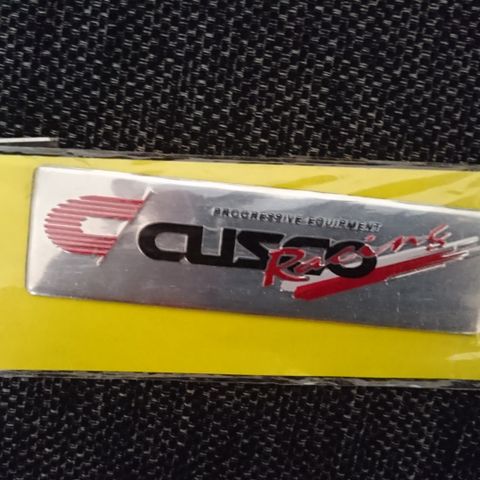 PROGRESSIVE EQUIPMENT
CUSCO
Racing